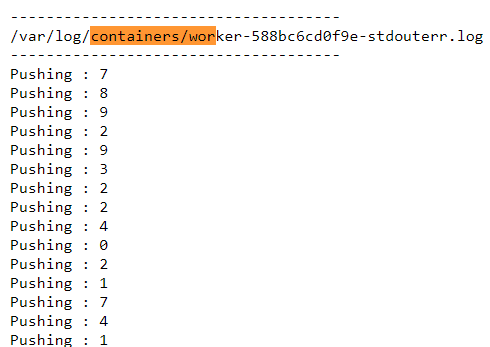 -----------------------------------
/var/log/containers/worker-588bc6cd0f9e-stdouterr.log
-----------------------------------
Pushing : 7
Pushing : 8
Pushing : 9
Pushing : 2
Pushing : 9
Pushing : 3
Pushing : 2
Pushing : 2
Pushing : 4
Pushing : 0
Pushing : 2
Pushing : 1
Pushing : 7
Pushing : 4
Pushing : 1